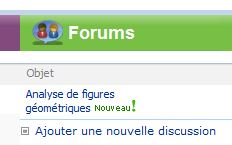 Forums
Objet
Analyse de figures
géométriques Nouveau!
Ajouter une nouvelle discussion